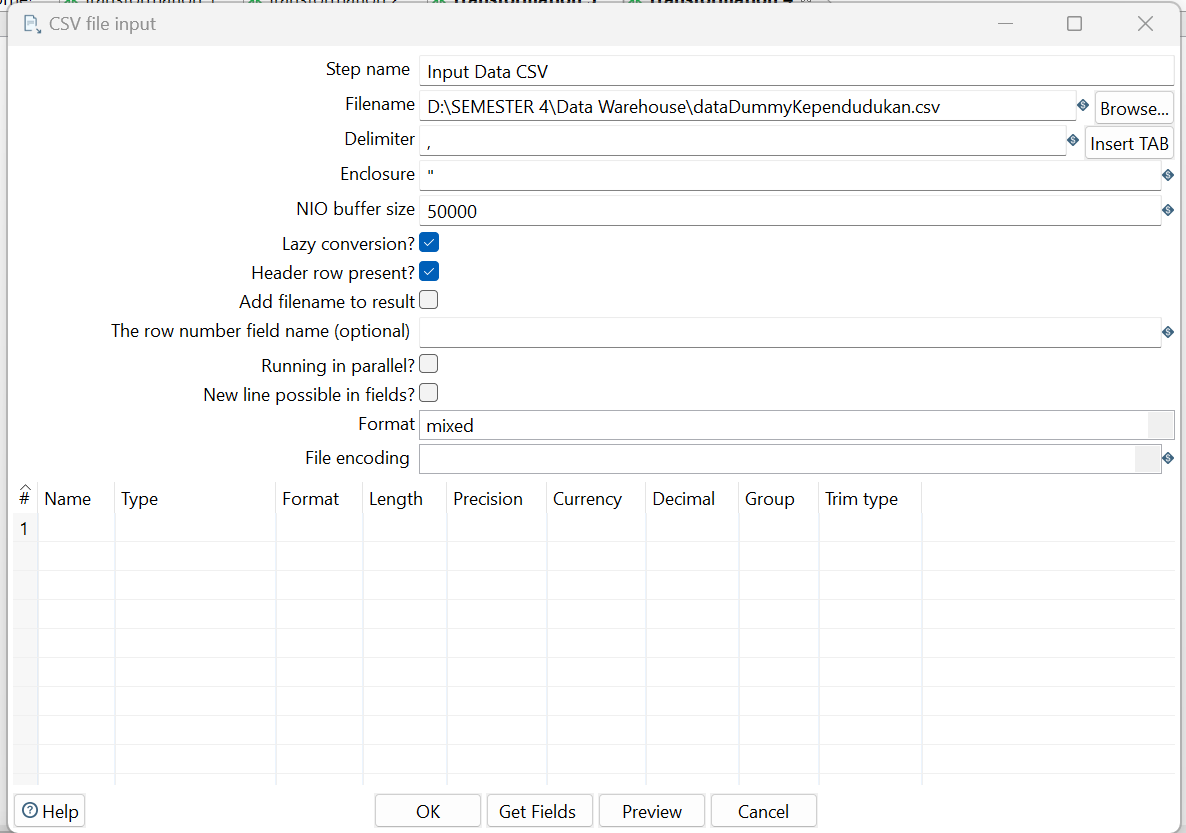 CSV file input
Step name Input Data CSV
Filename D:\SEMESTER 4\Data Warehouse\dataDummyKependudukan.csv Browse...
Delimiter , Insert TAB
Enclosure "
NIO buffer size 50000
Lazy conversion?
Header row present?
Add filename to result
The row number field name (optional)
Running in parallel?
New line possible in fields?
Format mixed
File encoding
# Name Type Format Length Precision Currency Decimal Group Trim type
1
Help OK Get Fields Preview Cancel